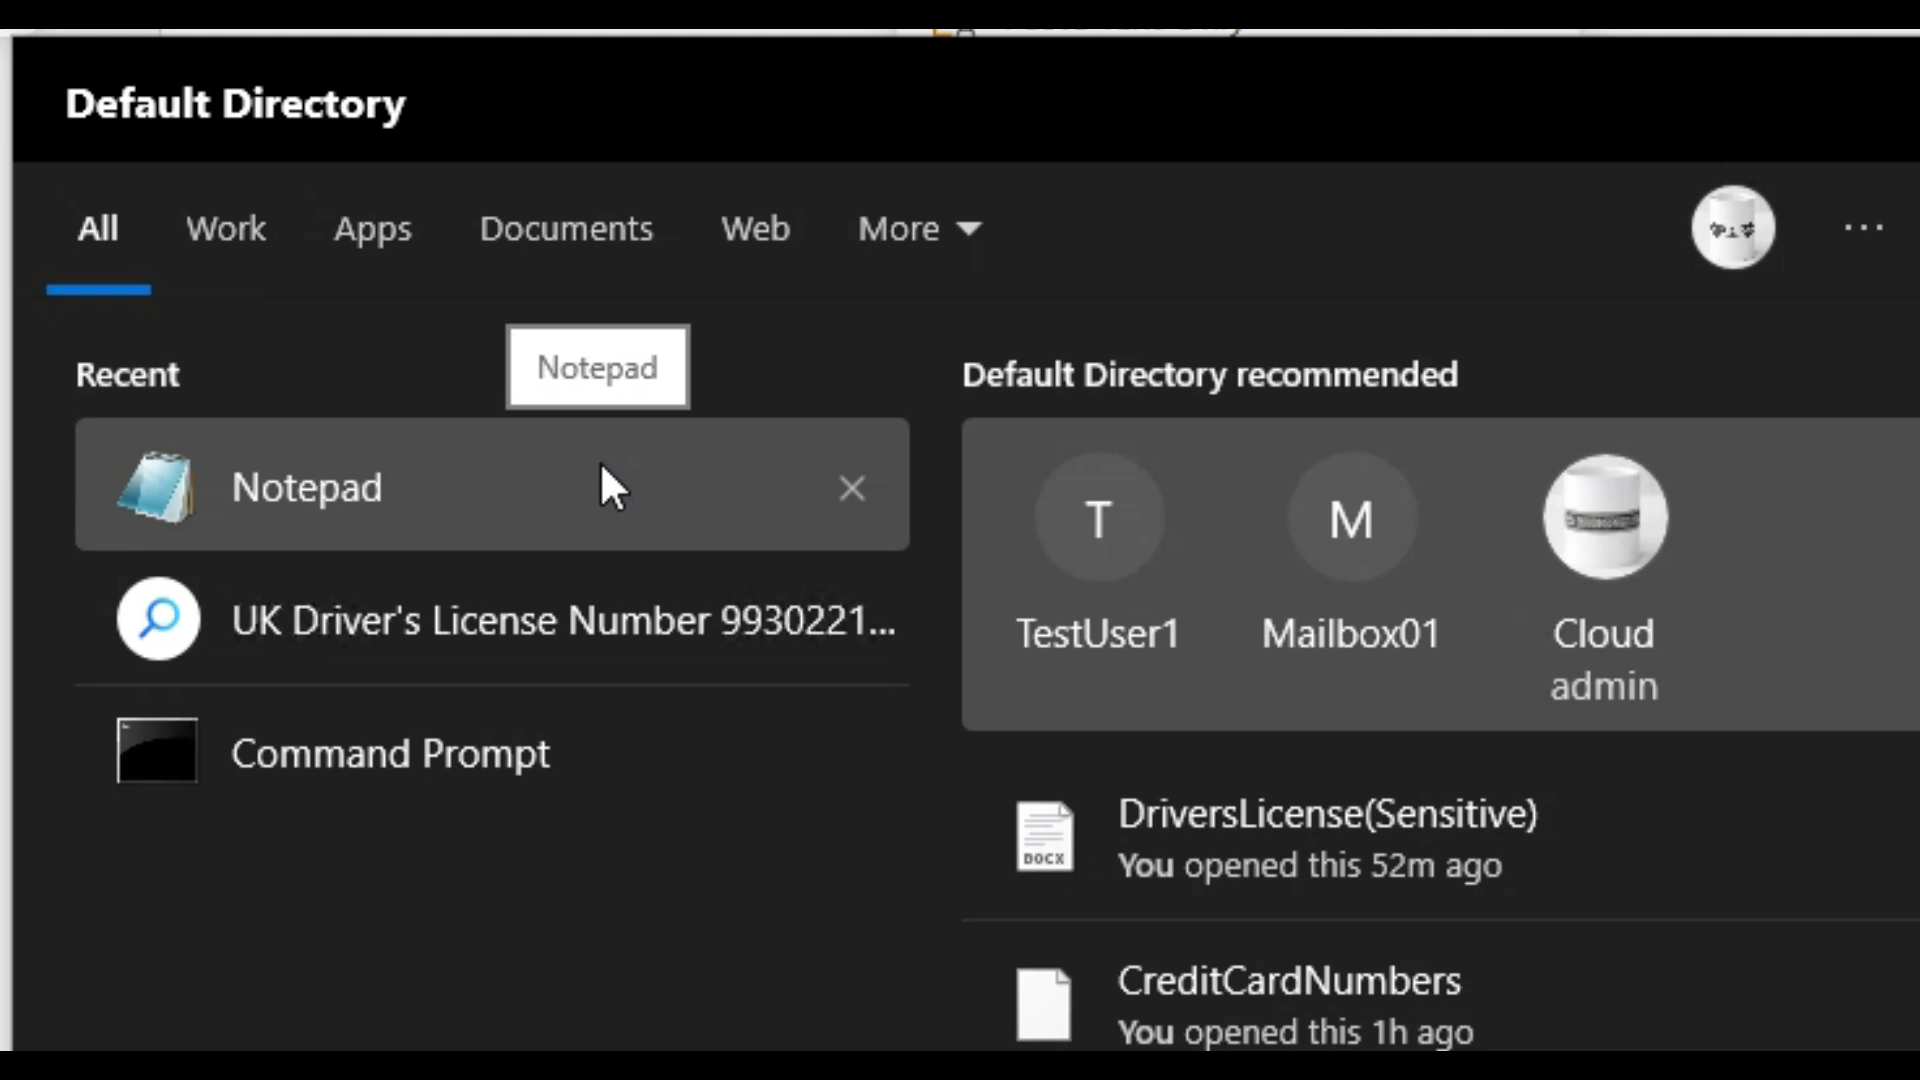 Default Directory
All Work Apps Documents Web More
Recent
Notepad
Notepad
UK Driver's License Number 9930221...
Command Prompt
Default Directory recommended
T M
TestUser1 Mailbox01 Cloud
admin
DOCX
DriversLicense(Sensitive)
You opened this 52m ago
CreditCardNumbers
You opened this 1h ago